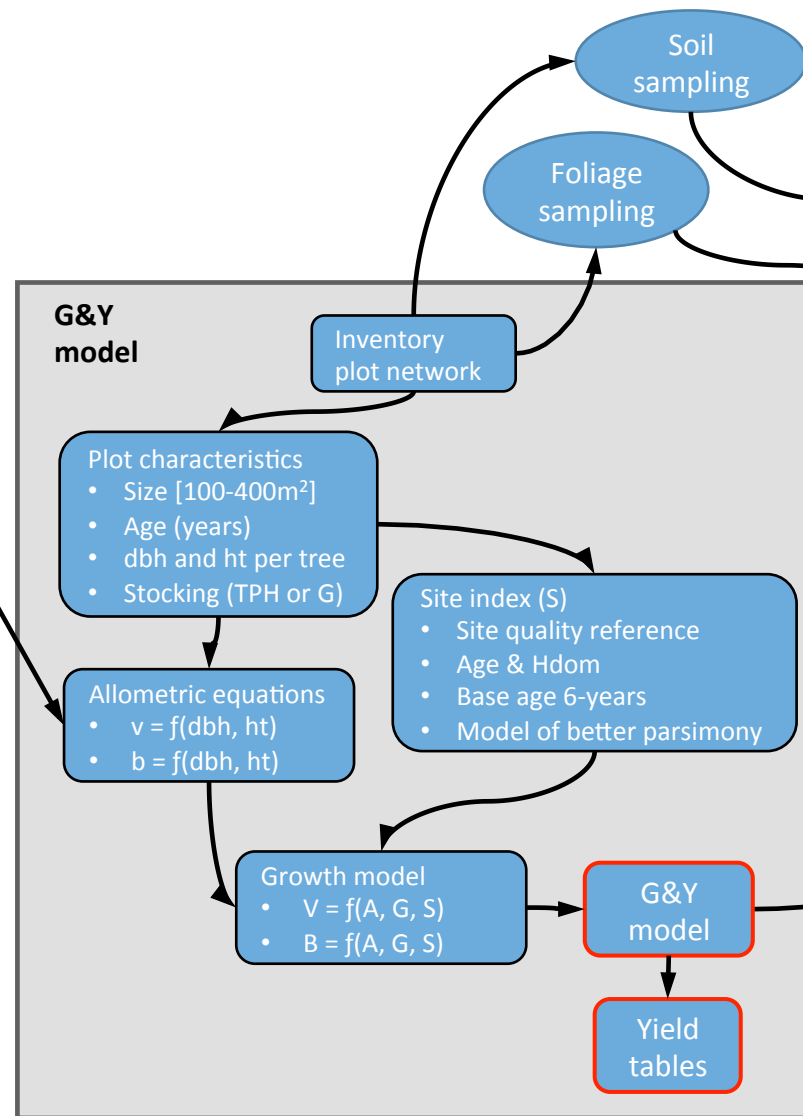 Soil
sampling
Foliage
sampling
G&Y
model
Inventory
plot network
Plot characteristics
• Size [100-400m²]
• Age (years)
• dbh and ht per tree
• Stocking (TPH or G)
Site index (S)
• Site quality reference
• Age & Hdom
• Base age 6-years
• Model of better parsimony
Allometric equations
• v = ƒ(dbh, ht)
• b = ƒ(dbh, ht)
Growth model
• V = ƒ(A, G, S)
• B = ƒ(A, G, S)
G&Y
model
Yield
tables